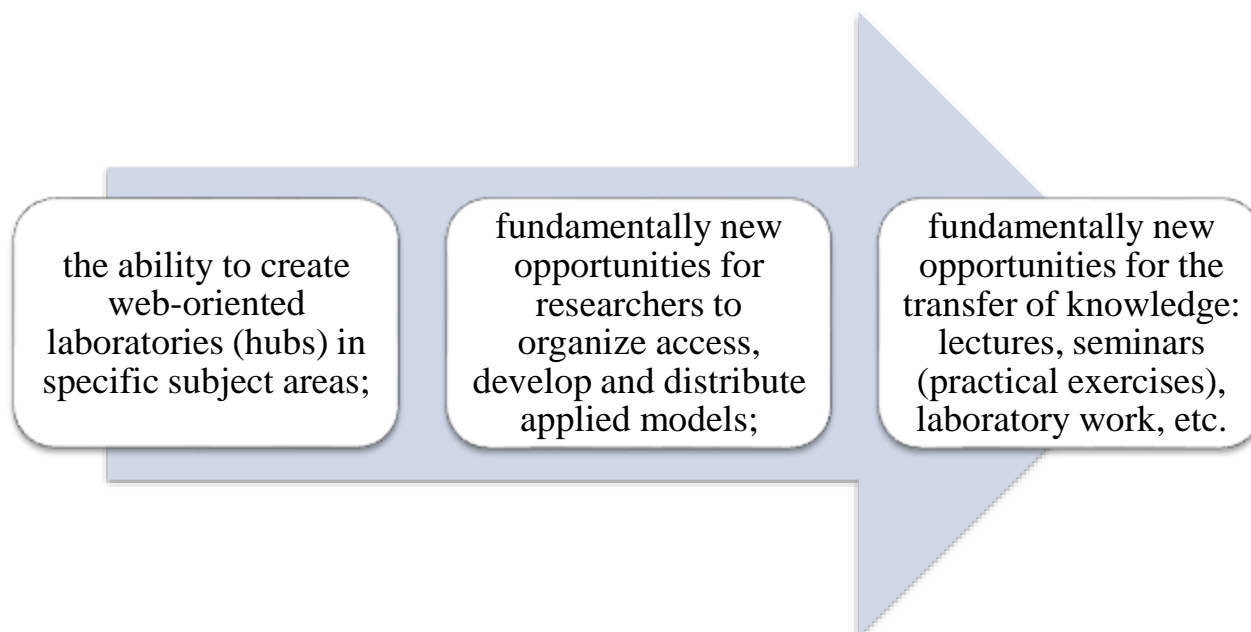 the ability to create
web-oriented
laboratories (hubs) in
specific subject areas;
fundamentally new
opportunities for
researchers to
organize access,
develop and distribute
applied models;
fundamentally new
opportunities for the
transfer of knowledge:
lectures, seminars
(practical exercises),
laboratory work, etc.